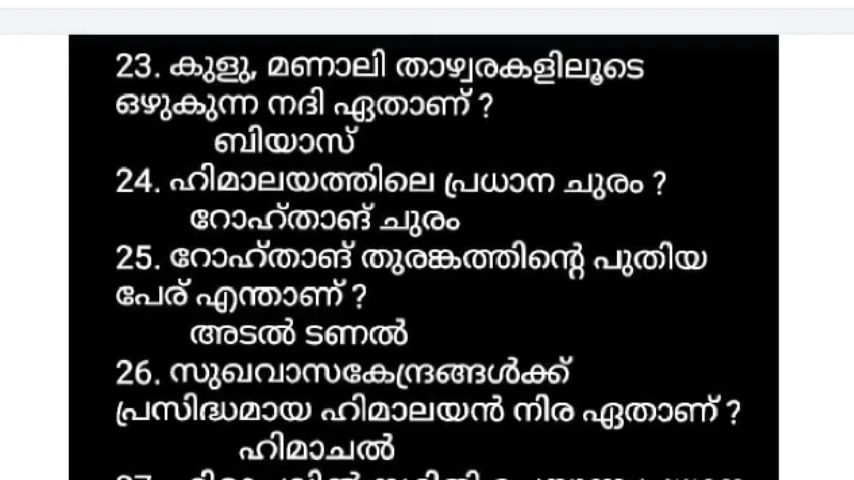 23. കുളു, മണാലി താഴ്വരകളിലൂടെ
ഒഴുകുന്ന നദി ഏതാണ് ?
ബിയാസ്
24. ഹിമാലയത്തിലെ പ്രധാന ചുരം ?
റോഹ്താങ് ചുരം
25. റോഹ്താങ് തുരങ്കത്തിന്റെ പുതിയ
പേര് എന്താണ് ?
അടൽ ടണൽ
26. സുഖവാസകേന്ദ്രങ്ങൾക്ക്
പ്രസിദ്ധമായ ഹിമാലയൻ നിര ഏതാണ് ?
ഹിമാചൽ